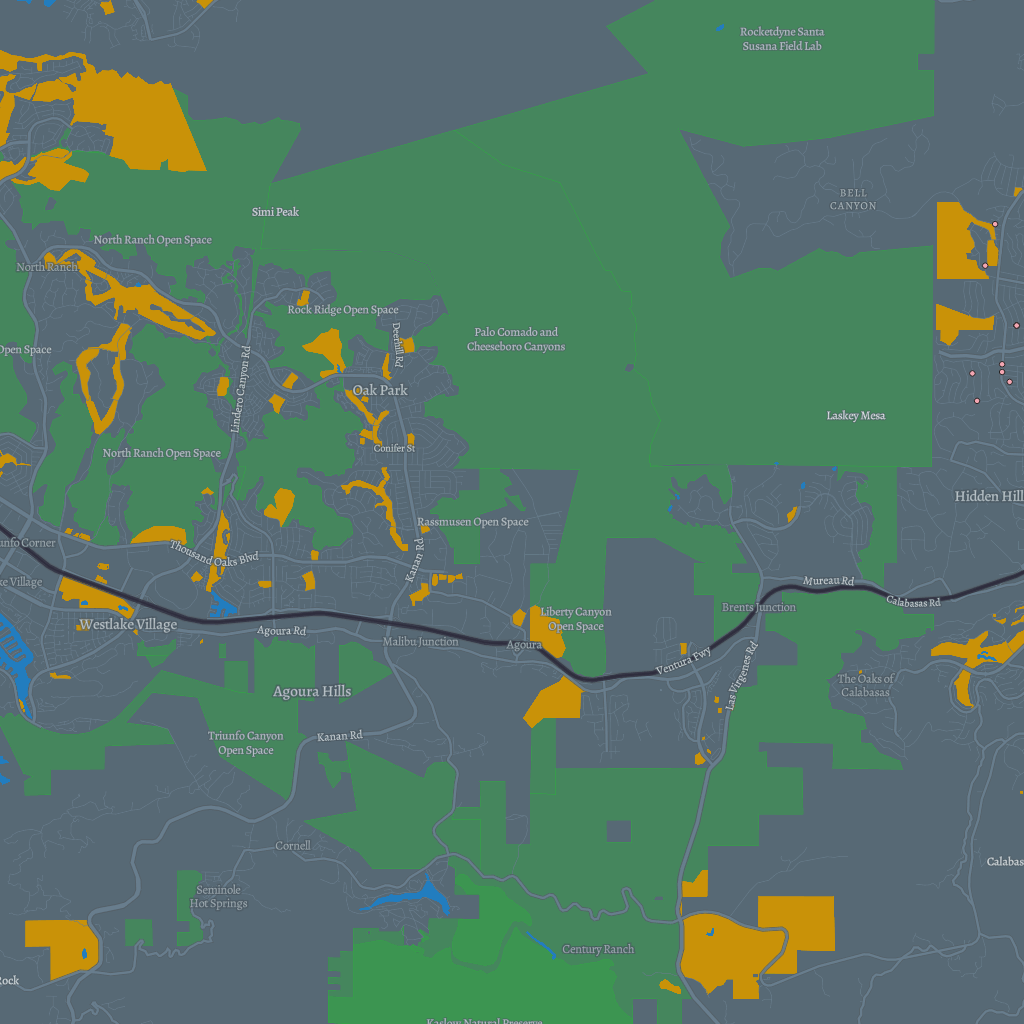 Rocketdyne Santa
Susana Field Lab
BELL
CANYON
Simi Peak
North Ranch Open Space
North Ranch
Rock Ridge Open Space
Deerhill Rd
Palo Comado and
Cheeseboro Canyons
Open Space
Lindero Canyon Rd
Oak Park
Laskey Mesa
Conifer St
North Ranch Open Space
Hidden Hill
Rassmusen Open Space
unfo Corner
Thousand Oaks Blvd
Kanan Rd
ke Village
Mureau Rd
Calabasas Rd
Brents Junction
Liberty Canyon
Open Space
Westlake Village
Agoura Rd
Malibu Junction
Agoura
Ventura Fwy
Las Virgenes Rd
The Oaks of
Calabasas
Agoura Hills
Triunfo Canyon
Open Space
Kanan Rd
Cornell
Calabas
Seminole
Hot Springs
Century Ranch
Rock
Kaslow Natural Preserve